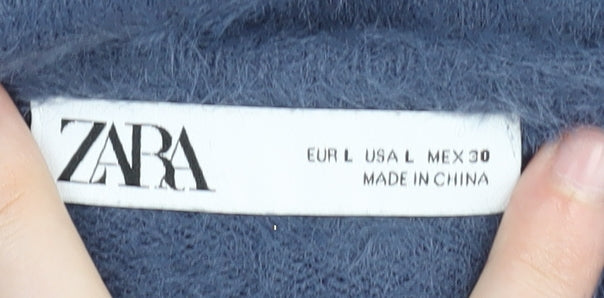 ZARA
EUR L USA L MEX 30
MADE IN CHINA